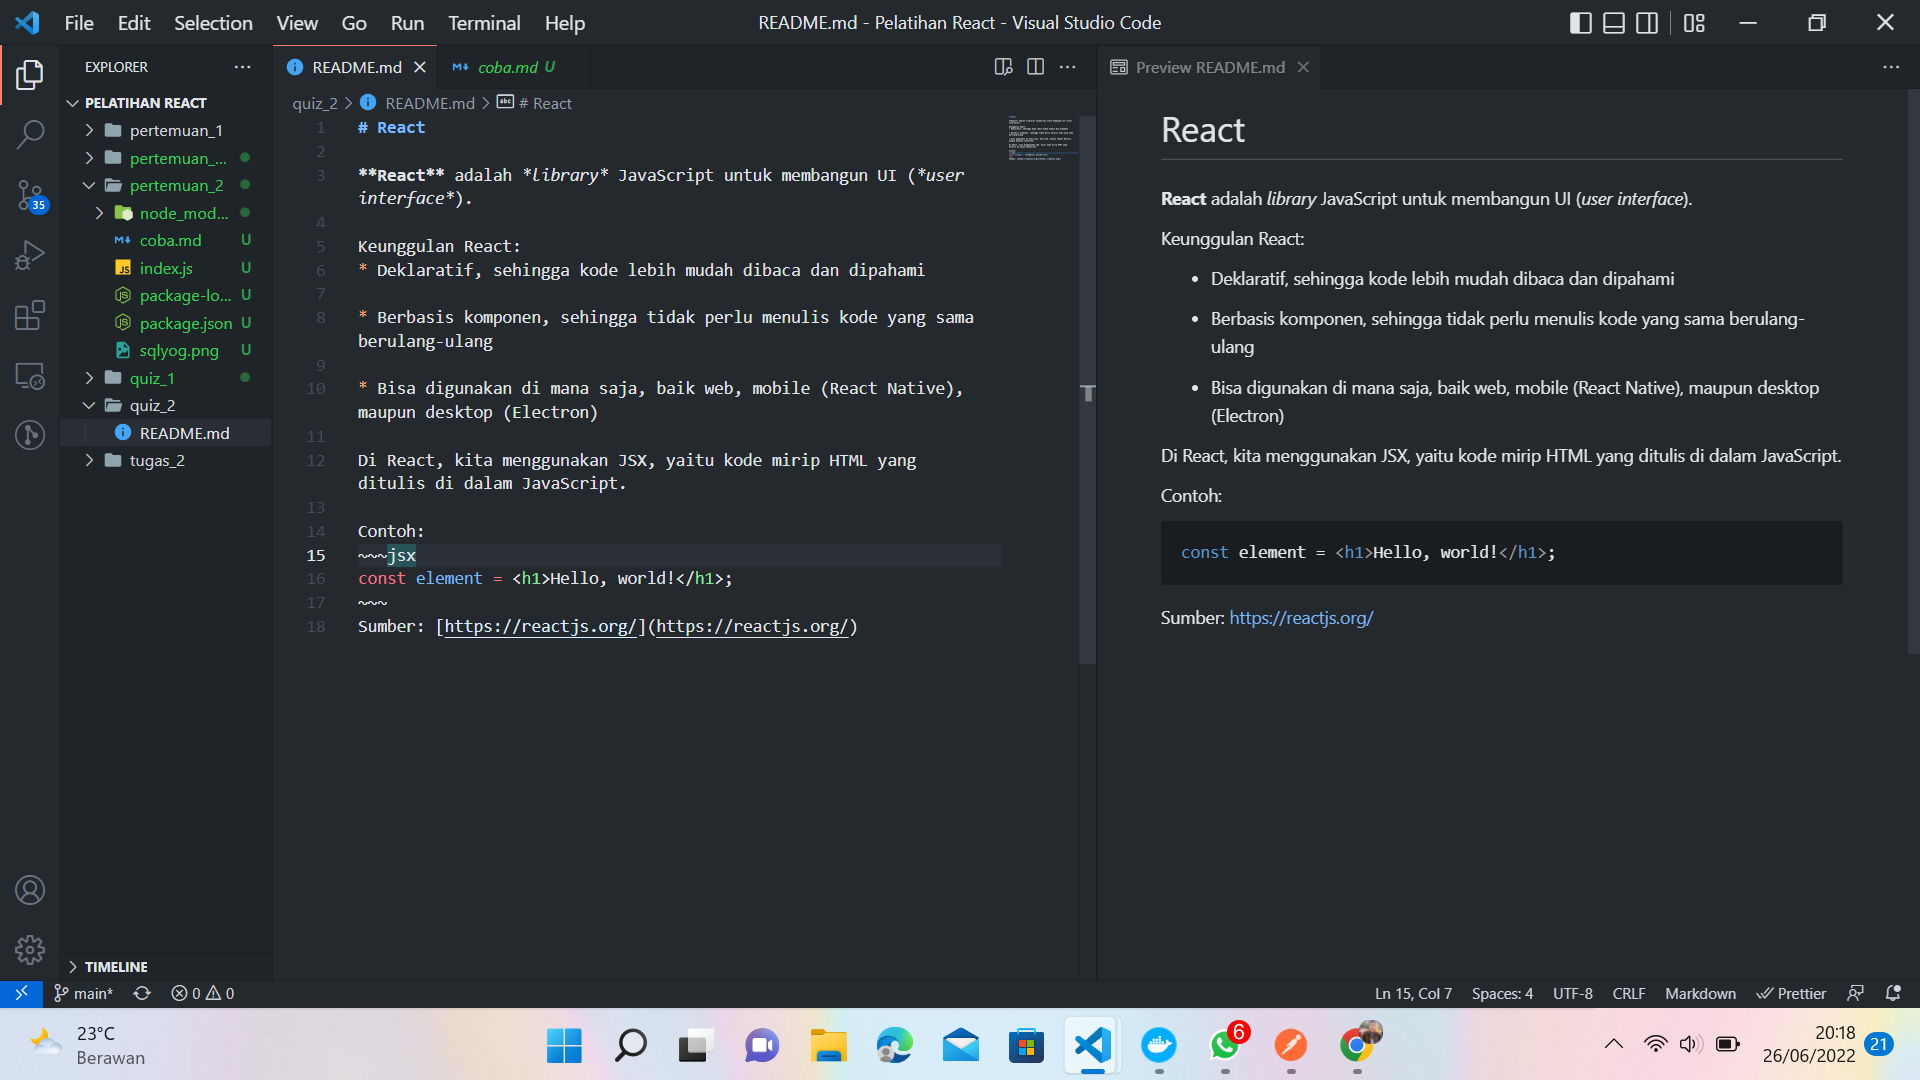 File Edit Selection View Go Run Terminal Help
README.md - Pelatihan React - Visual Studio Code
EXPLORER
PELATIHAN REACT
pertemuan_1
pertemuan_...
pertemuan_2
node_mod...
coba.md U
index.js U
package-lo... U
package.json U
sqlyog.png U
quiz_1
quiz_2
README.md
tugas_2
TIMELINE
35
README.md
coba.md U
quiz_2 > README.md > # React
1 # React
2
3 **React** adalah *library* JavaScript untuk membangun UI (*user
interface*).
4
5 Keunggulan React:
6 * Deklaratif, sehingga kode lebih mudah dibaca dan dipahami
7
8 * Berbasis komponen, sehingga tidak perlu menulis kode yang sama
berulang-ulang
9
10 * Bisa digunakan di mana saja, baik web, mobile (React Native),
maupun desktop (Electron)
11
12 Di React, kita menggunakan JSX, yaitu kode mirip HTML yang
ditulis di dalam JavaScript.
13
14 Contoh:
15 ~~~jsx
16 const element = <h1>Hello, world!</h1>;
17 ~~~
18 Sumber: [https://reactjs.org/](https://reactjs.org/)
Preview README.md
React
React adalah library JavaScript untuk membangun UI (user interface).
Keunggulan React:
• Deklaratif, sehingga kode lebih mudah dibaca dan dipahami
• Berbasis komponen, sehingga tidak perlu menulis kode yang sama berulang-
ulang
• Bisa digunakan di mana saja, baik web, mobile (React Native), maupun desktop
(Electron)
Di React, kita menggunakan JSX, yaitu kode mirip HTML yang ditulis di dalam JavaScript.
Contoh:
const element = <h1>Hello, world!</h1>;
Sumber: https://reactjs.org/
main* 0 0
Ln 15, Col 7 Spaces: 4 UTF-8 CRLF Markdown Prettier
23°C
Berawan
6
20:18
26/06/2022
21